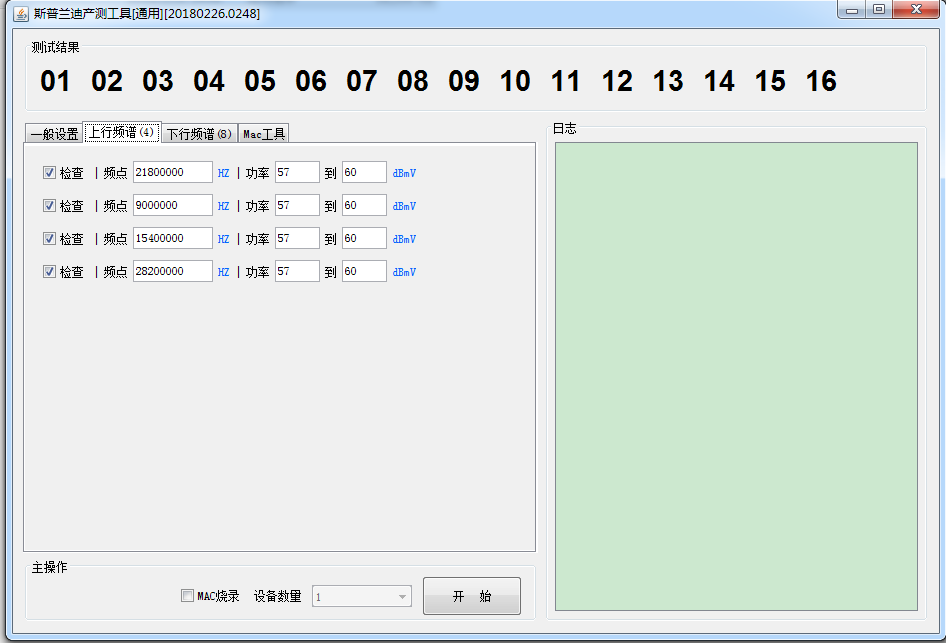 斯普兰迪产测工具[通用][20180226.0248]
测试结果
01 02 03 04 05 06 07 08 09 10 11 12 13 14 15 16
一般设置 上行频谱(4) 下行频谱(8) Mac工具
日志
检查 | 频点 21800000 HZ | 功率 57 到 60 dBmV
检查 | 频点 9000000 HZ | 功率 57 到 60 dBmV
检查 | 频点 15400000 HZ | 功率 57 到 60 dBmV
检查 | 频点 28200000 HZ | 功率 57 到 60 dBmV
主操作
MAC烧录 设备数量 1 开 始